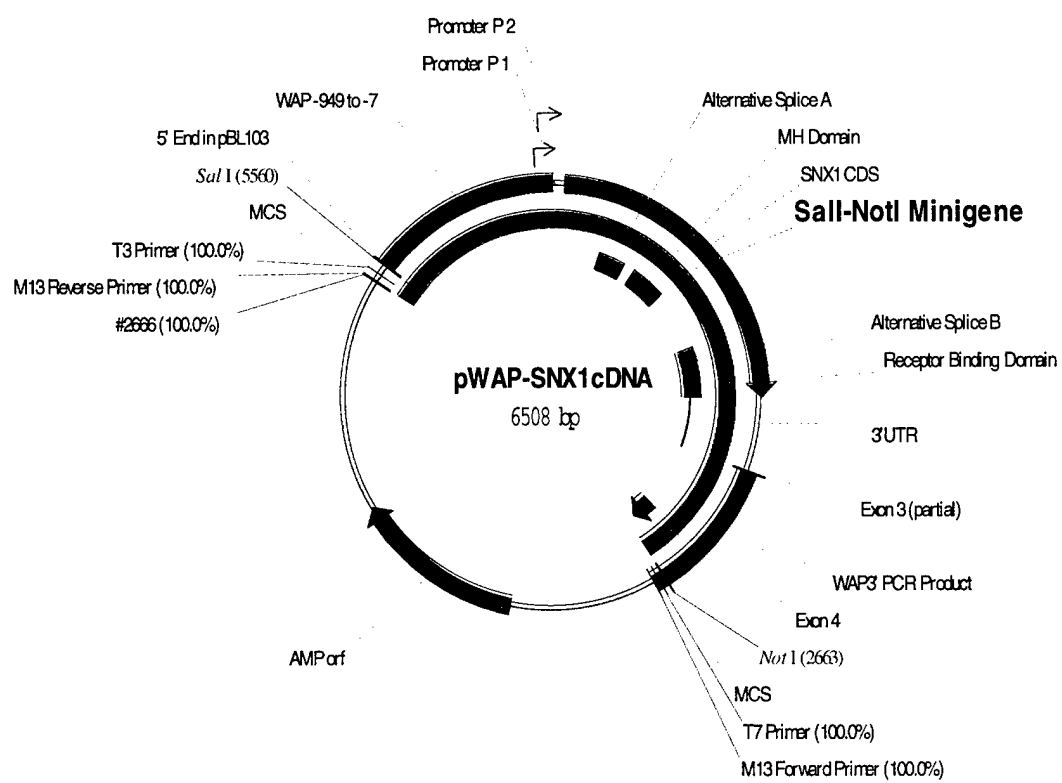 Promoter P2
Promoter P1
WAP -949 to -7
5' End in pBL103
Sal I (5560)
MCS
T3 Primer (100.0%)
M13 Reverse Primer (100.0%)
#2666 (100.0%)
Alternative Splice A
MH Domain
SNX1 CDS
SalI-NotI Minigene
Alternative Splice B
Receptor Binding Domain
3'UTR
Exon 3 (partial)
WAP3' PCR Product
Exon 4
Not I (2663)
MCS
T7 Primer (100.0%)
M13 Forward Primer (100.0%)
AMP orf
pWAP-SNX1cDNA
6508 bp